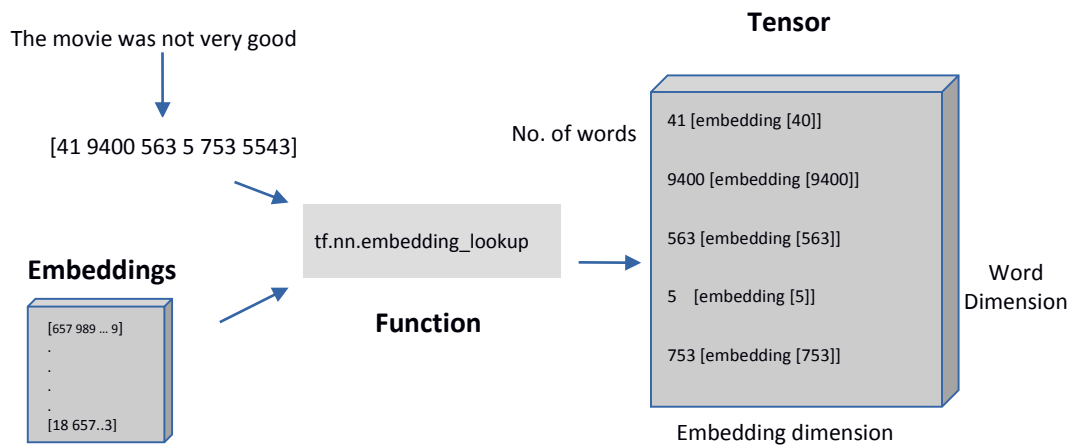 The movie was not very good
[41 9400 563 5 753 5543]
Embeddings
[657 989 ... 9]
.
.
.
.
[18 657..3]
tf.nn.embedding_lookup
Function
Tensor
No. of words
41 [embedding [40]]
9400 [embedding [9400]]
563 [embedding [563]]
5 [embedding [5]]
753 [embedding [753]]
Word
Dimension
Embedding dimension